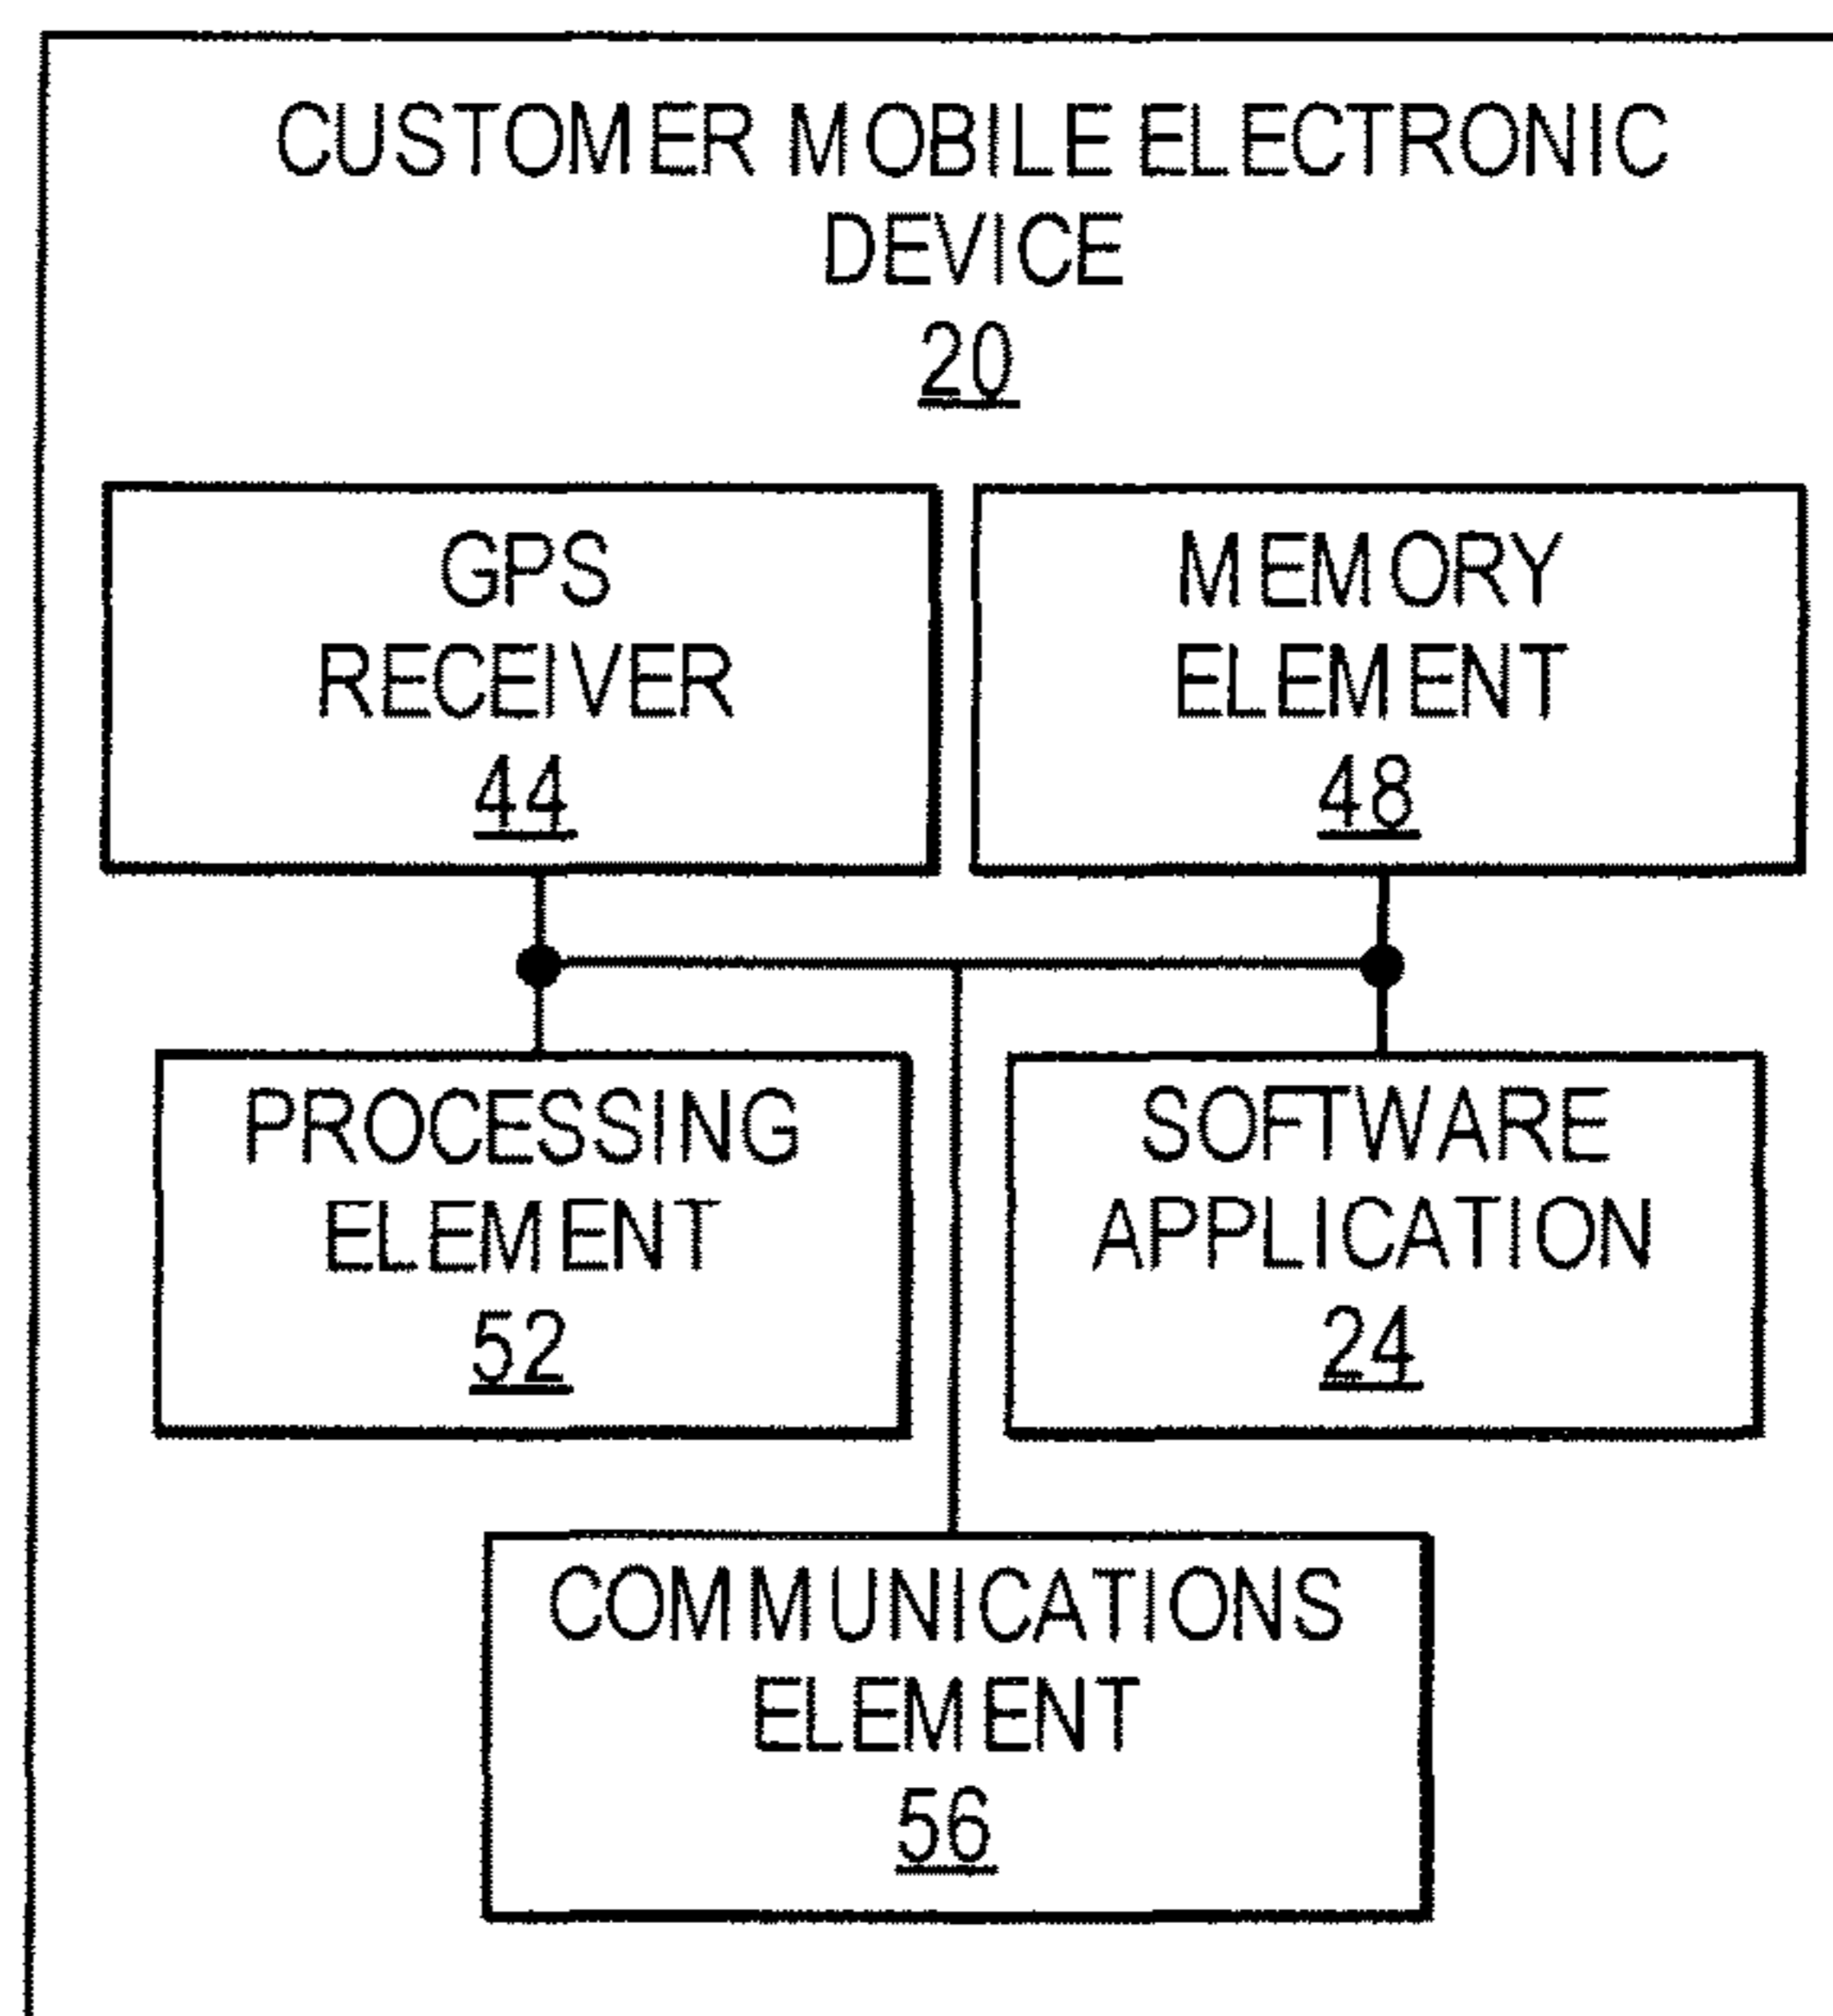 CUSTOMER MOBILE ELECTRONIC
DEVICE
20
GPS
RECEIVER
44
MEMORY
ELEMENT
48
PROCESSING
ELEMENT
52
SOFTWARE
APPLICATION
24
COMMUNICATIONS
ELEMENT
56